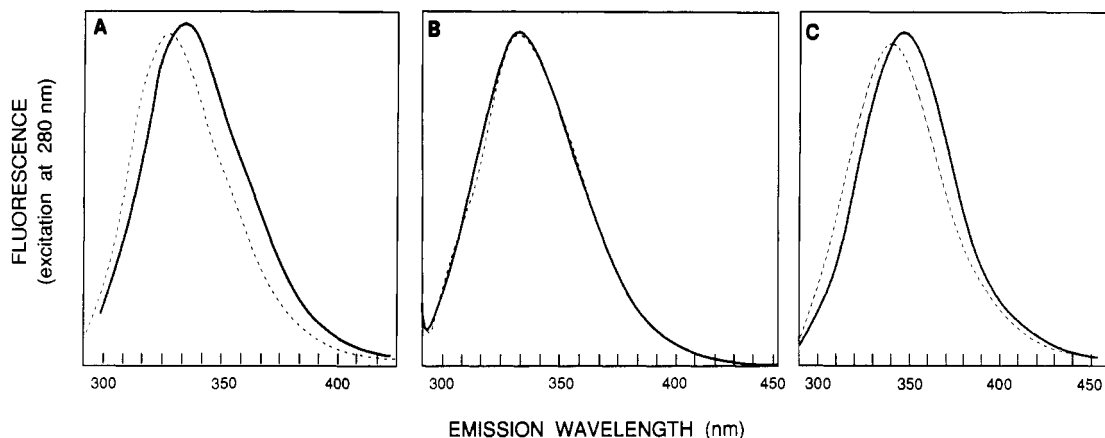 A
B
C
FLUORESCENCE
(excitation at 280 nm)
300 350 400
300 350 400 450
300 350 400 450
EMISSION WAVELENGTH (nm)